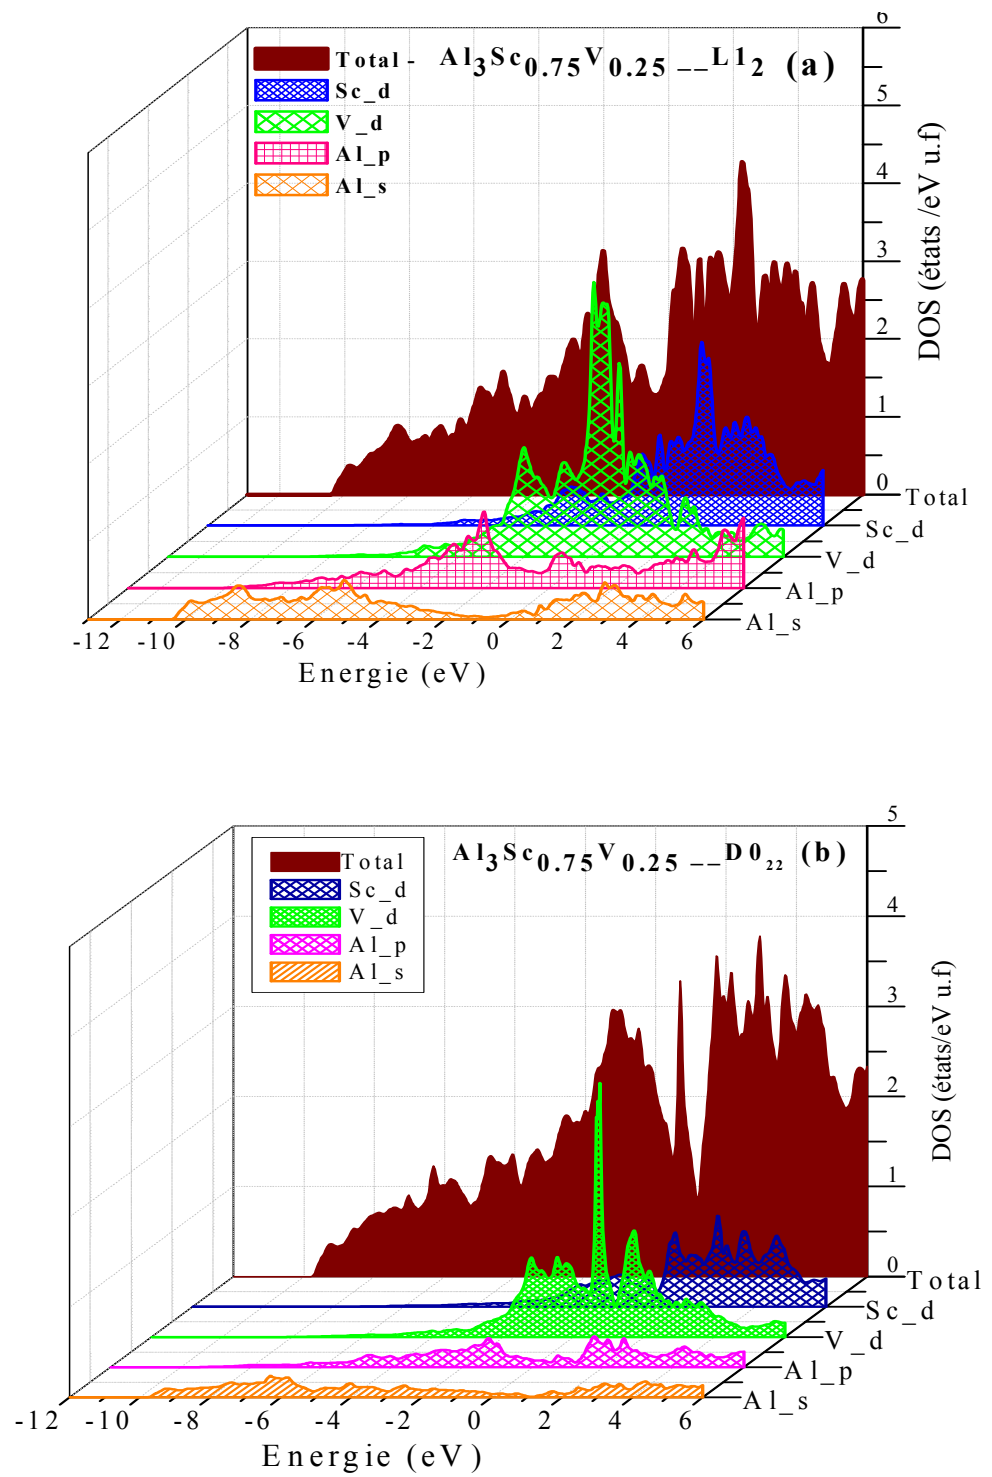 6
Total - Al3Sc0.75V0.25 __L12 (a)
Sc_d
V_d
Al_p
Al_s
5
4
3
2
1
0
DOS (états /eV u.f)
Total
Sc_d
V_d
Al_p
Al_s
-12 -10 -8 -6 -4 -2 0 2 4 6
Energie (eV)
5
Total Al3Sc0.75V0.25 __D022 (b)
Sc_d
V_d
Al_p
Al_s
4
3
2
1
0
DOS (états/eV u.f)
Total
Sc_d
V_d
Al_p
Al_s
-12 -10 -8 -6 -4 -2 0 2 4 6
Energie (eV)